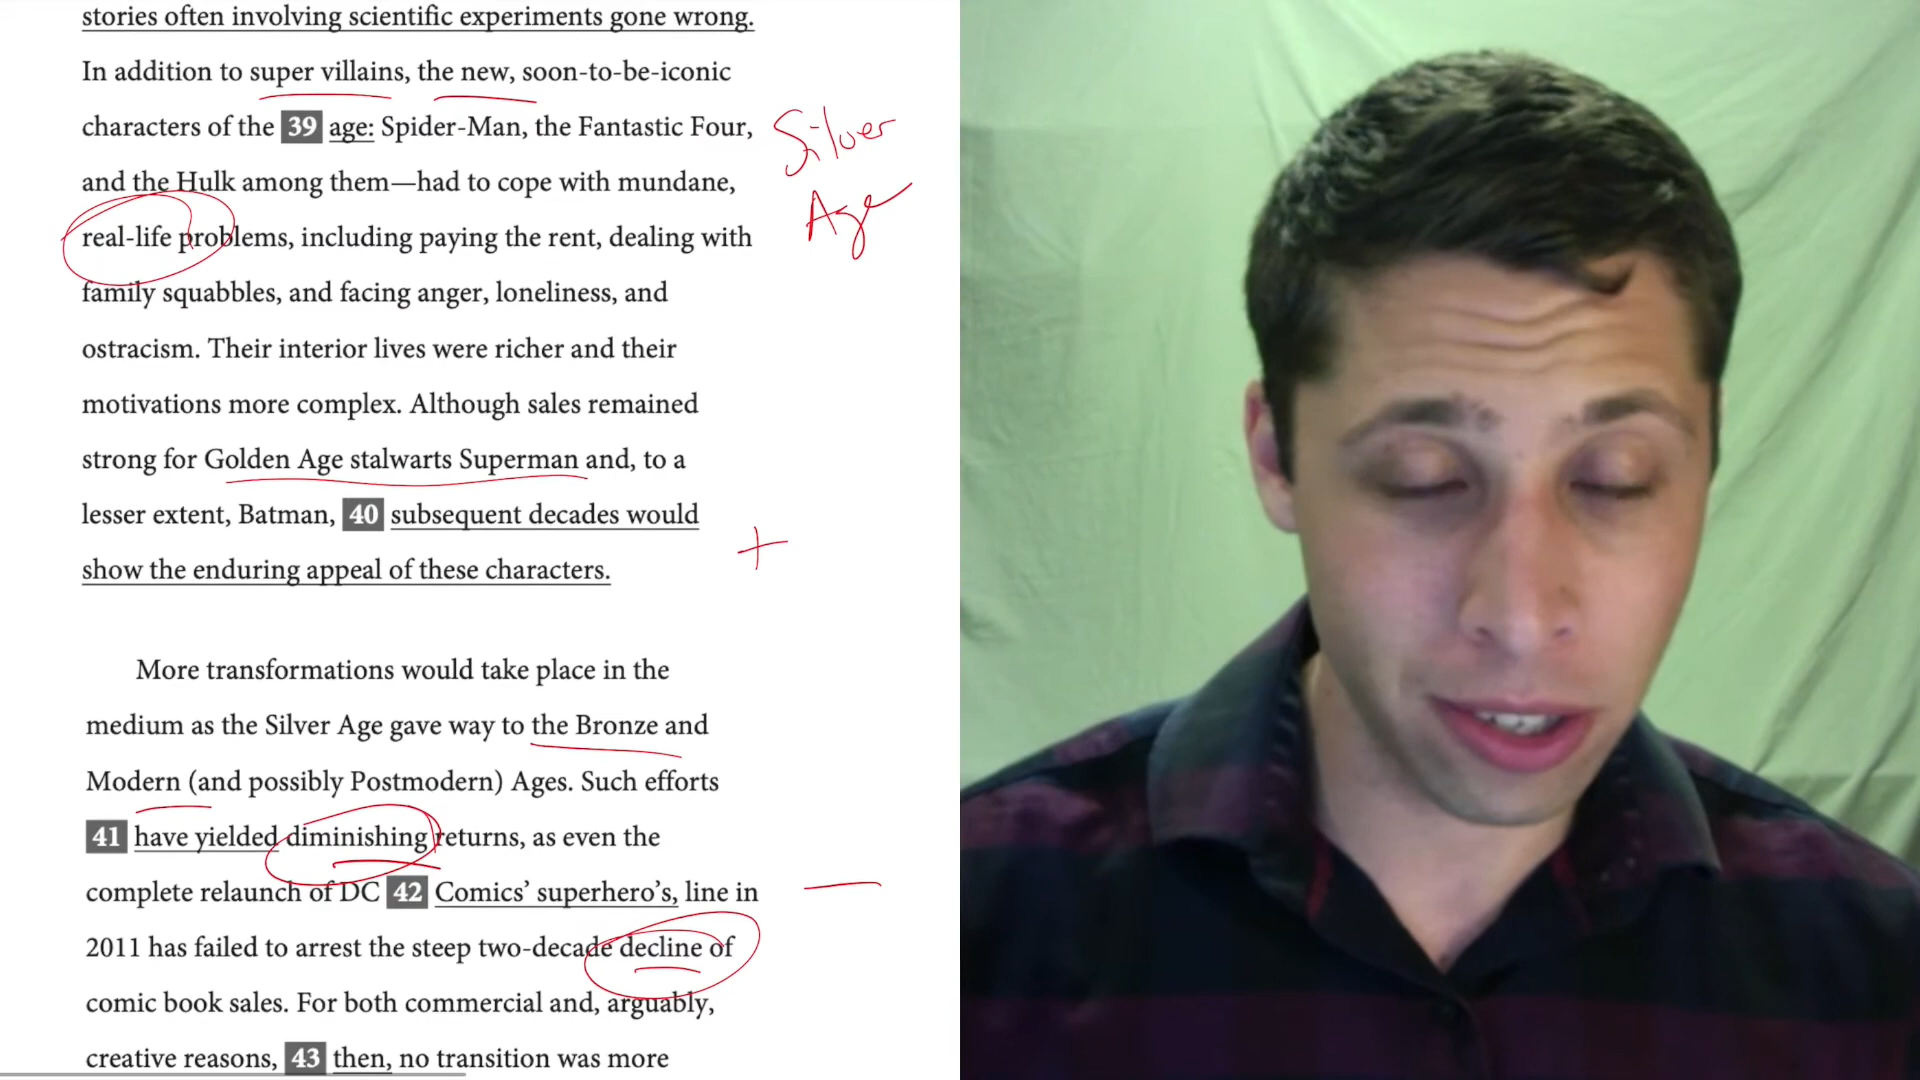 stories often involving scientific experiments gone wrong.
In addition to super villains, the new, soon-to-be-iconic
characters of the 39 age: Spider-Man, the Fantastic Four,
and the Hulk among them—had to cope with mundane,
real-life problems, including paying the rent, dealing with
family squabbles, and facing anger, loneliness, and
ostracism. Their interior lives were richer and their
motivations more complex. Although sales remained
strong for Golden Age stalwarts Superman and, to a
lesser extent, Batman, 40 subsequent decades would
show the enduring appeal of these characters.
More transformations would take place in the
medium as the Silver Age gave way to the Bronze and
Modern (and possibly Postmodern) Ages. Such efforts
41 have yielded diminishing returns, as even the
complete relaunch of DC 42 Comics’ superhero’s, line in
2011 has failed to arrest the steep two-decade decline of
comic book sales. For both commercial and, arguably,
creative reasons, 43 then, no transition was more
Silver
Age
+
—